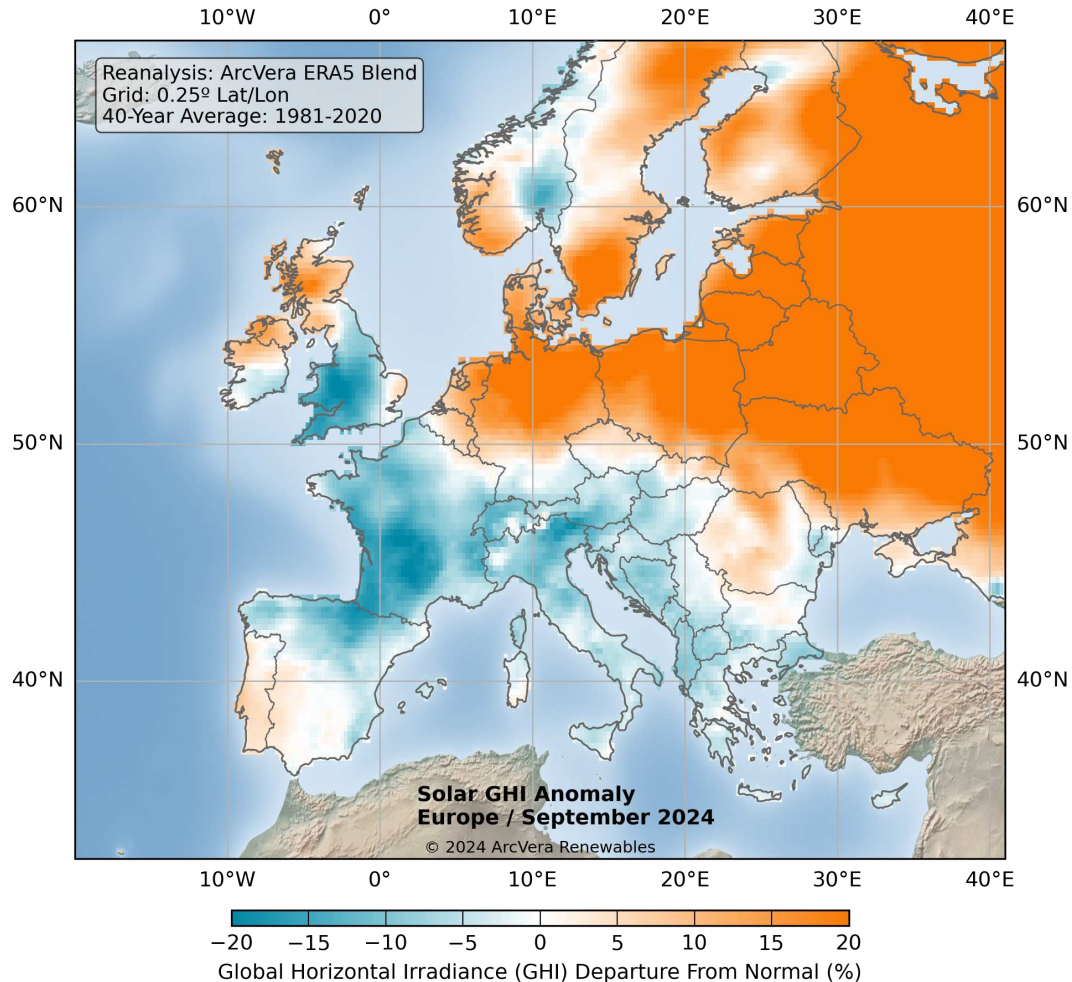 10°W 0° 10°E 20°E 30°E 40°E
Reanalysis: ArcVera ERA5 Blend
Grid: 0.25º Lat/Lon
40-Year Average: 1981-2020
60°N 60°N
50°N 50°N
40°N 40°N
Solar GHI Anomaly
Europe / September 2024
© 2024 ArcVera Renewables
10°W 0° 10°E 20°E 30°E 40°E
−20 −15 −10 −5 0 5 10 15 20
Global Horizontal Irradiance (GHI) Departure From Normal (%)